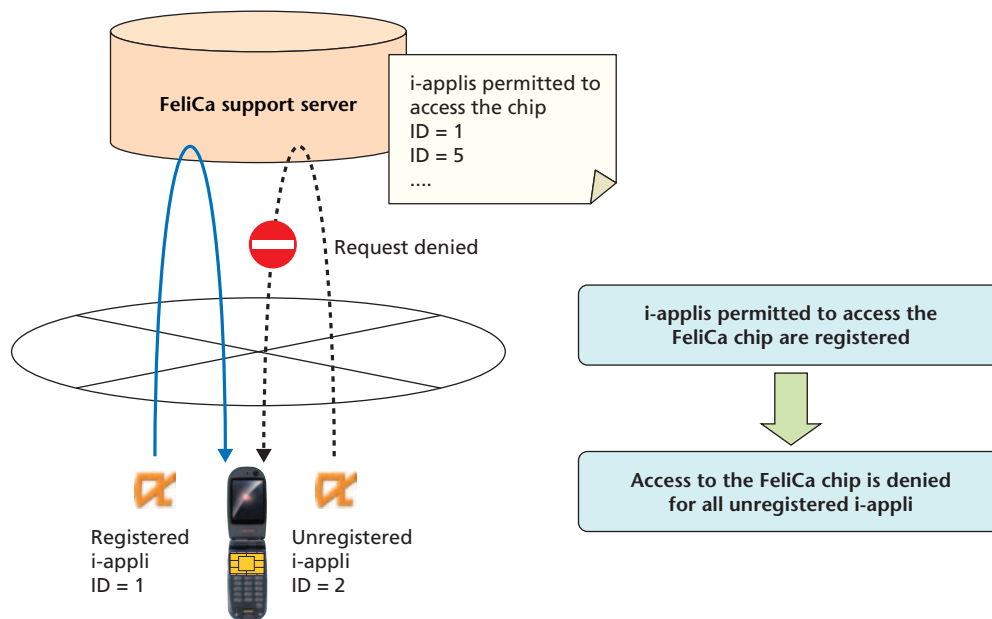 FeliCa support server
i-applis permitted to
access the chip
ID = 1
ID = 5
....
Request denied
i-applis permitted to access the
FeliCa chip are registered
Access to the FeliCa chip is denied
for all unregistered i-appli
Registered
i-appli
ID = 1
Unregistered
i-appli
ID = 2